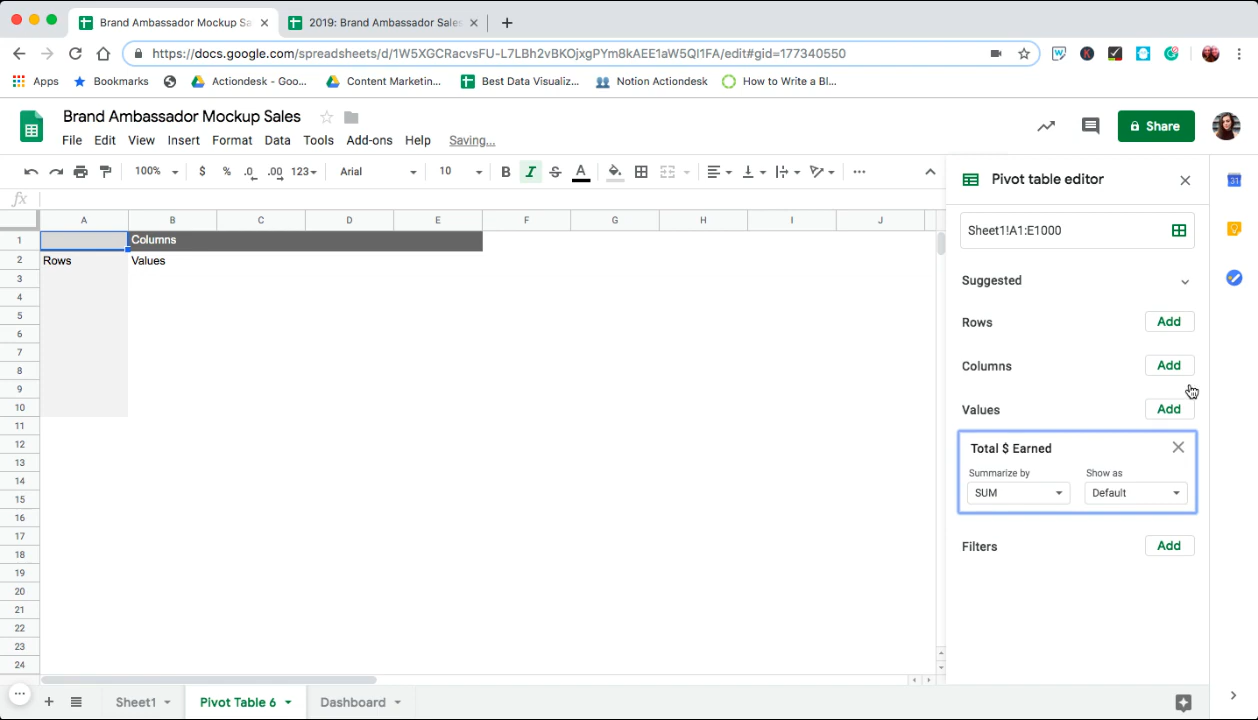 Brand Ambassador Mockup Sa
2019: Brand Ambassador Sales
https://docs.google.com/spreadsheets/d/1W5XGCRacvsFU-L7LBh2vBKOjxgPYm8kAEE1aW5QI1FA/edit#gid=177340550
Apps Bookmarks Actiondesk - Goo... Content Marketin... Best Data Visualiz... Notion Actiondesk How to Write a Bl...
Brand Ambassador Mockup Sales
File Edit View Insert Format Data Tools Add-ons Help Saving...
Share
100% $ % .0 .00 123 Arial 10 B I S A
Pivot table editor
fx
A B C D E F G H I J
Sheet1!A1:E1000
1 Columns
2 Rows Values
3
4
5
6
7
8
9
10
11
12
13
14
15
16
17
18
19
20
21
22
23
24
Suggested
Rows Add
Columns Add
Values Add
Total $ Earned
Summarize by Show as
SUM Default
Filters Add
31
Sheet1 Pivot Table 6 Dashboard